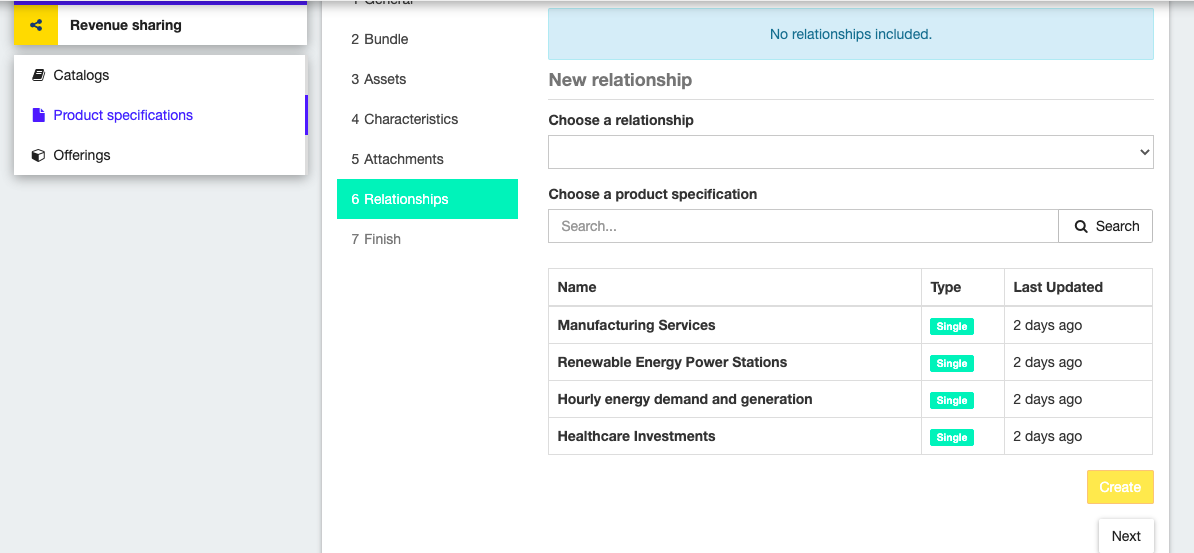 Revenue sharing
Catalogs
Product specifications
Offerings
1 General
2 Bundle
3 Assets
4 Characteristics
5 Attachments
6 Relationships
7 Finish
No relationships included.
New relationship
Choose a relationship
Choose a product specification
Search...
Search
Name Type Last Updated
Manufacturing Services Single 2 days ago
Renewable Energy Power Stations Single 2 days ago
Hourly energy demand and generation Single 2 days ago
Healthcare Investments Single 2 days ago
Create
Next